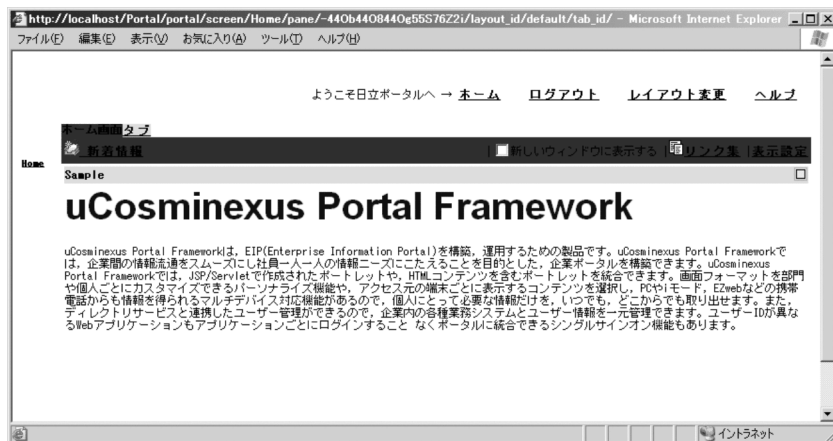 http://localhost/Portal/portal/screen/Home/pane/-440b440844Og55S76Z2i/layout_id/default/tab_id/ - Microsoft Internet Explorer
ファイル(F) 編集(E) 表示(V) お気に入り(A) ツール(T) ヘルプ(H)
ようこそ日立ポータルへ → ホーム ログアウト レイアウト変更 ヘルプ
ホーム画面 タブ
新着情報 | 新しいウィンドウに表示する | リンク集 | 表示設定
Home
Sample
uCosminexus Portal Framework
uCosminexus Portal Frameworkは，EIP(Enterprise Information Portal)を構築，運用するための製品です。uCosminexus Portal Frameworkで
は，企業間の情報流通をスムーズにし社員一人一人の情報ニーズにこたえることを目的とした，企業ポータルを構築できます。uCosminexus
Portal Frameworkでは，JSP/Servletで作成されたポートレットや，HTMLコンテンツを含むポートレットを統合できます。画面フォーマットを部門
や個人ごとにカスタマイズできるパーソナライズ機能や，アクセス元の端末ごとに表示するコンテンツを選択し，PCやiモード，EZwebなどの携帯
電話からも情報を得られるマルチデバイス対応機能があるので，個人にとって必要な情報だけを，いつでも，どこからでも取り出せます。また，
ディレクトリサービスと連携したユーザー管理ができるので，企業内の各種業務システムとユーザー情報を一元管理できます。ユーザーIDが異な
るWebアプリケーションもアプリケーションごとにログインすること なくポータルに統合できるシングルサインオン機能もあります。
イントラネット